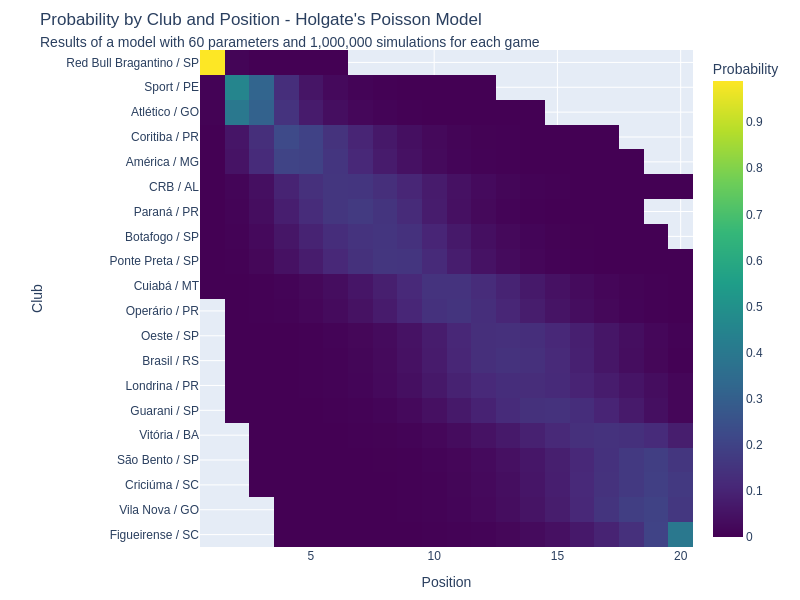 Probability by Club and Position - Holgate's Poisson Model
Results of a model with 60 parameters and 1,000,000 simulations for each game
Probability
Red Bull Bragantino / SP
Sport / PE
Atlético / GO
Coritiba / PR
América / MG
CRB / AL
Paraná / PR
Botafogo / SP
Ponte Preta / SP
Cuiabá / MT
Operário / PR
Oeste / SP
Brasil / RS
Londrina / PR
Guarani / SP
Vitória / BA
São Bento / SP
Criciúma / SC
Vila Nova / GO
Figueirense / SC
Club
5
10
15
20
Position
0.9
0.8
0.7
0.6
0.5
0.4
0.3
0.2
0.1
0